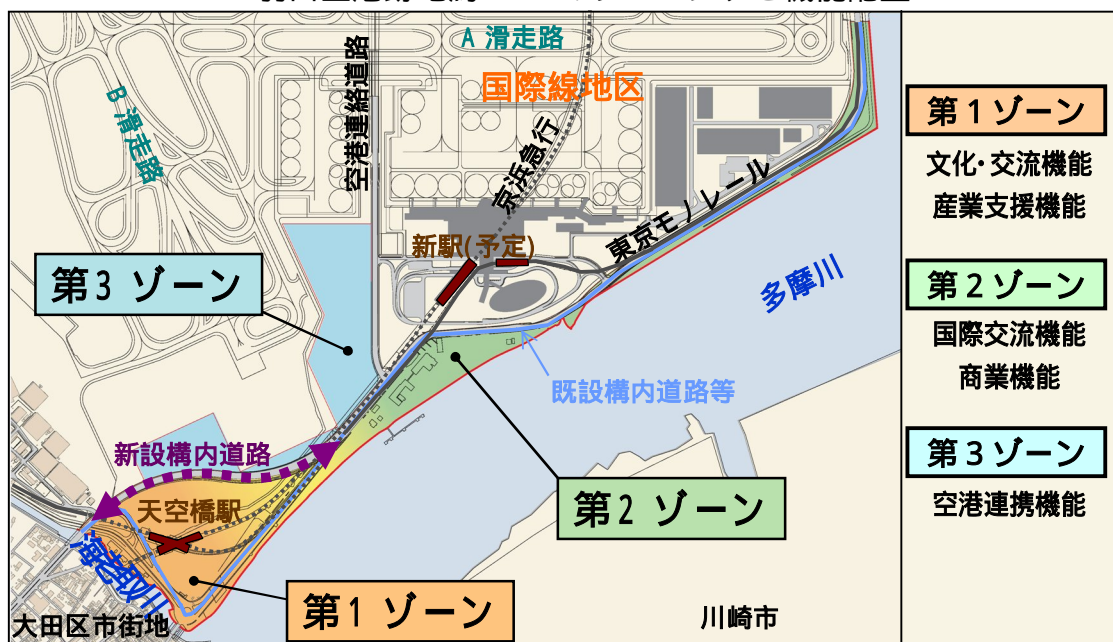 A 滑走路
国際線地区
B 滑走路
空港連絡道路
京浜急行
東京モノレール
新駅(予定)
多摩川
第3 ゾーン
既設構内道路等
新設構内道路
天空橋駅
第2 ゾーン
海老取川
第1 ゾーン
大田区市街地
川崎市
第1ゾーン
文化・交流機能
産業支援機能
第2ゾーン
国際交流機能
商業機能
第3ゾーン
空港連携機能